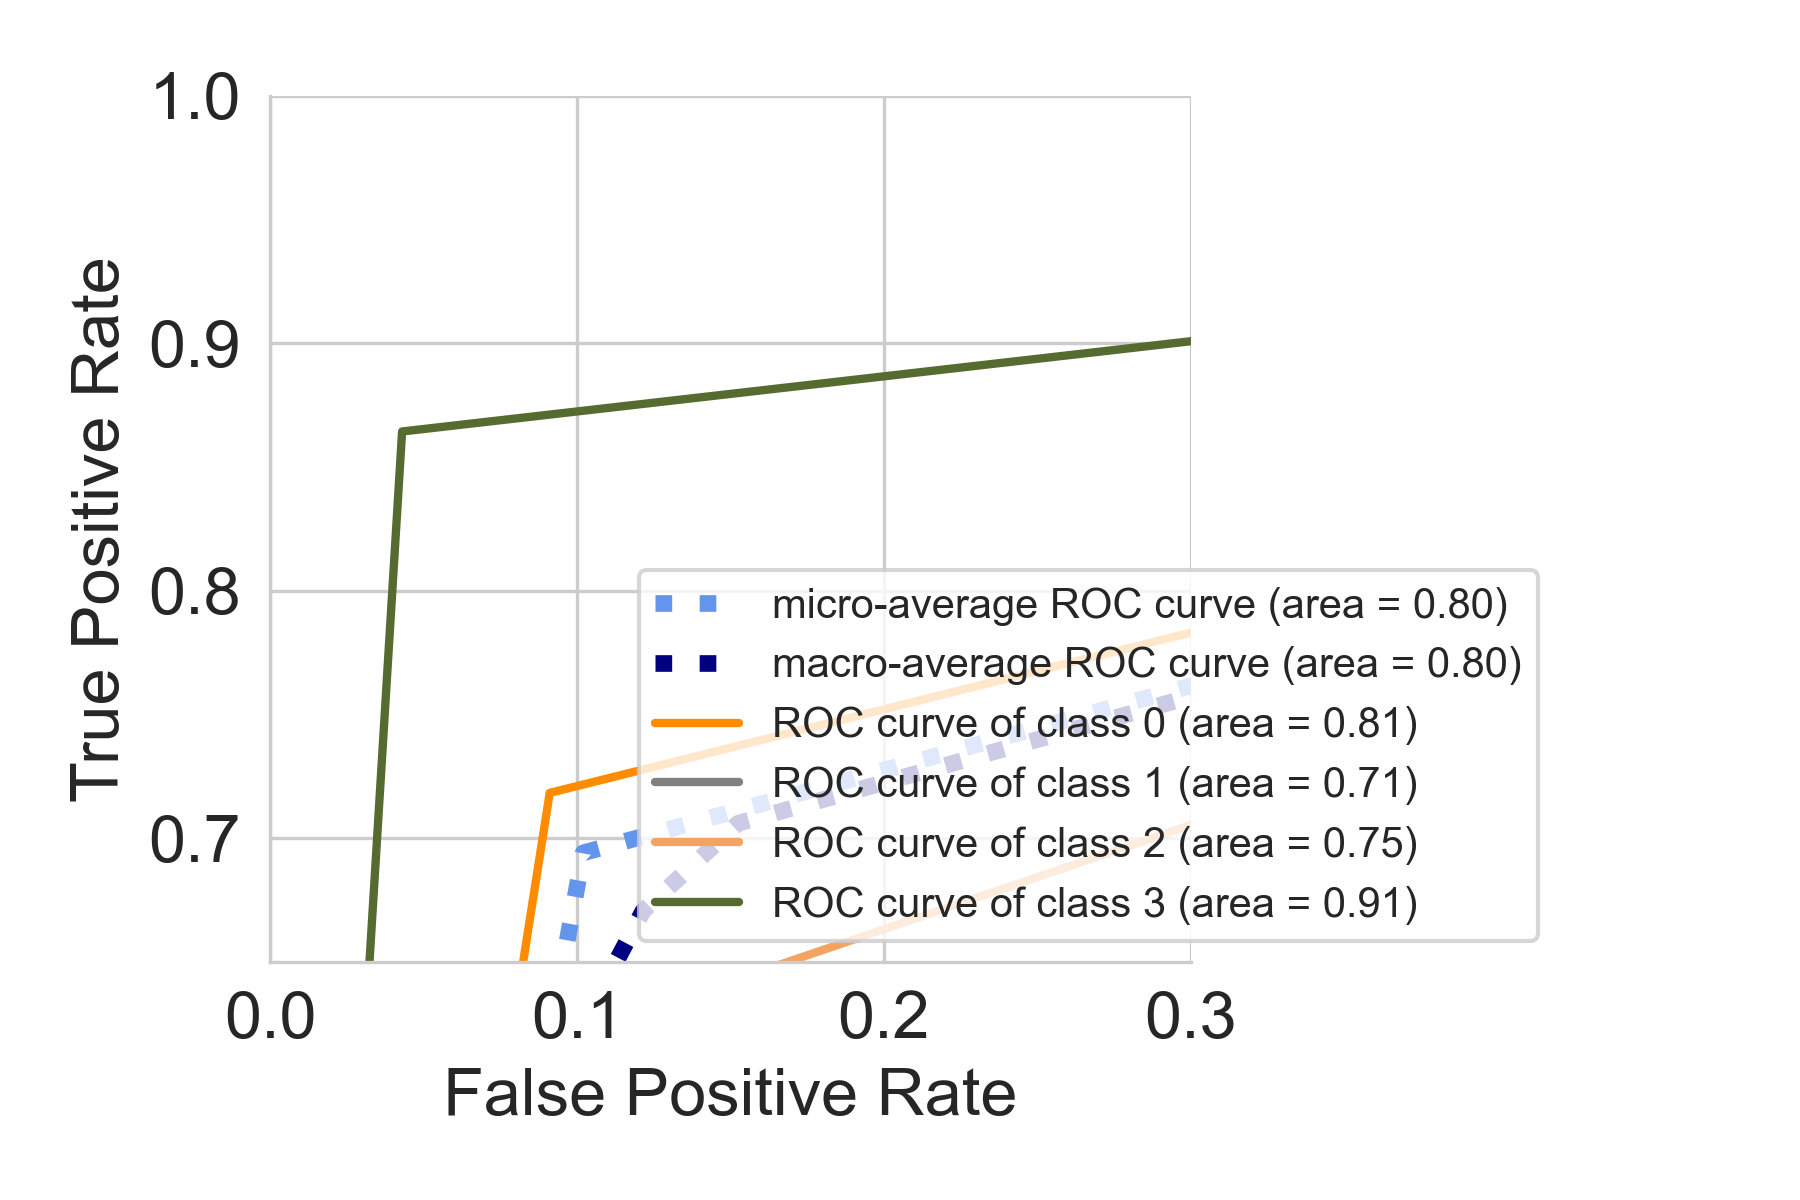 1.0
0.9
0.8
0.7
True Positive Rate
micro-average ROC curve (area = 0.80)
macro-average ROC curve (area = 0.80)
ROC curve of class 0 (area = 0.81)
ROC curve of class 1 (area = 0.71)
ROC curve of class 2 (area = 0.75)
ROC curve of class 3 (area = 0.91)
0.0 0.1 0.2 0.3
False Positive Rate